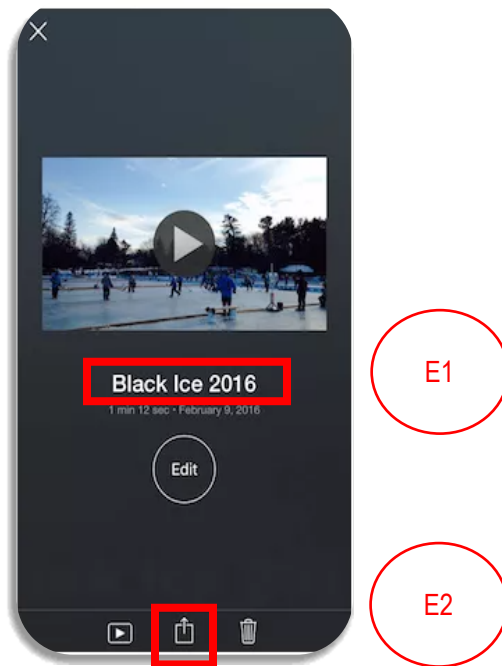 Black Ice 2016
E1
1 min 12 sec • February 9, 2016
Edit
E2